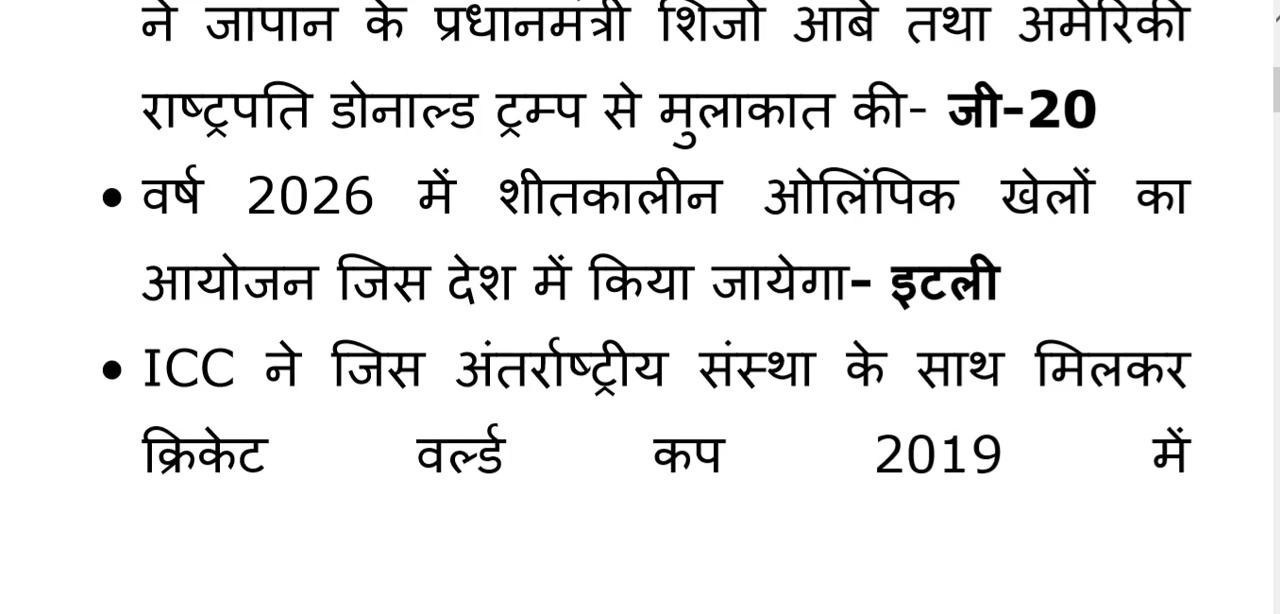 ने जापान के प्रधानमंत्री शिंजो आबे तथा अमेरिकी
राष्ट्रपति डोनाल्ड ट्रम्प से मुलाकात की- जी-20
• वर्ष 2026 में शीतकालीन ओलिंपिक खेलों का
आयोजन जिस देश में किया जायेगा- इटली
• ICC ने जिस अंतर्राष्ट्रीय संस्था के साथ मिलकर
क्रिकेट वर्ल्ड कप 2019 में